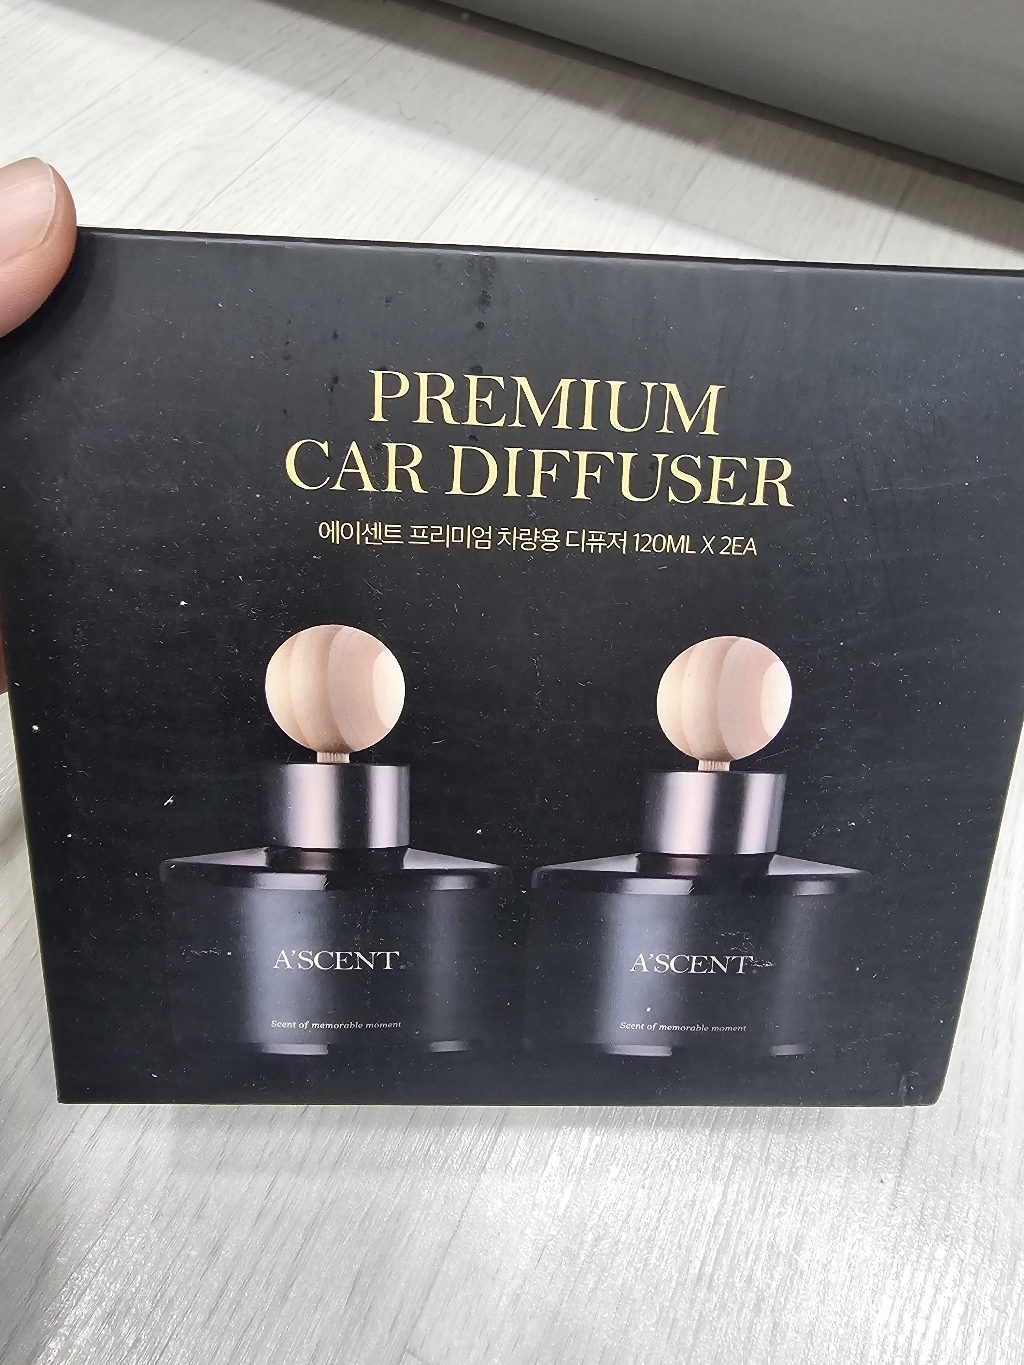 PREMIUM
CAR DIFFUSER
에이센트 프리미엄 차량용 디퓨저 120ML X 2EA
A'SCENT
Scent of memorable moment
A'SCENT
Scent of memorable moment